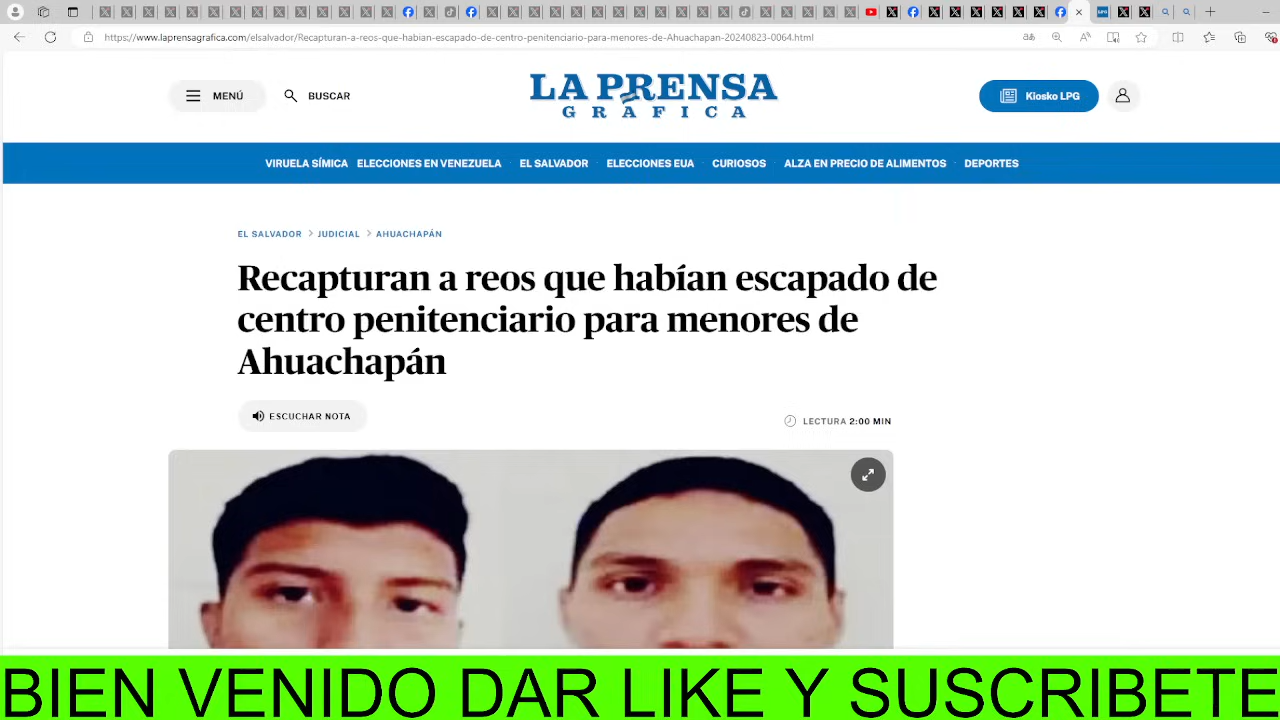 https://www.laprensagrafica.com/elsalvador/Recapturan-a-reos-que-habian-escapado-de-centro-penitenciario-para-menores-de-Ahuachapan-20240823-0064.html
MENÚ
BUSCAR
LA PRENSA
GRAFICA
Kiosko LPG
VIRUELA SÍMICA ELECCIONES EN VENEZUELA EL SALVADOR ELECCIONES EUA CURIOSOS ALZA EN PRECIO DE ALIMENTOS DEPORTES
EL SALVADOR > JUDICIAL > AHUACHAPÁN
Recapturan a reos que habían escapado de
centro penitenciario para menores de
Ahuachapán
ESCUCHAR NOTA
LECTURA 2:00 MIN
BIEN VENIDO DAR LIKE Y SUSCRIBETE